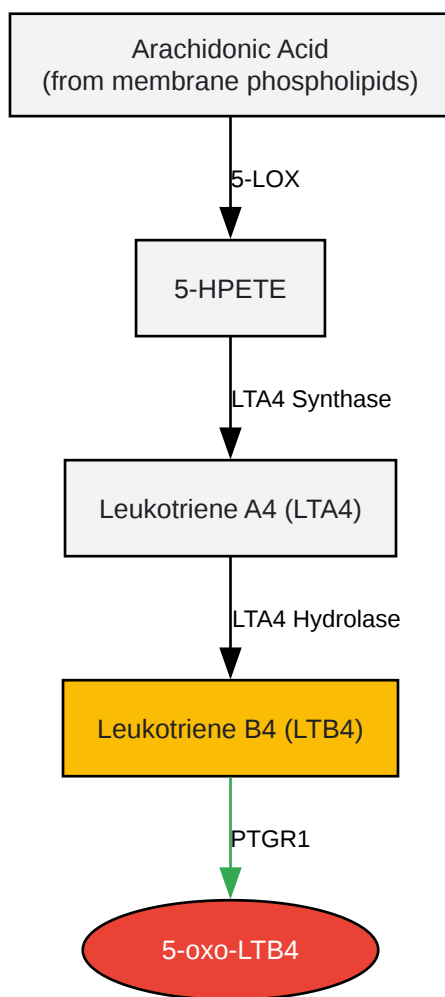 Arachidonic Acid
(from membrane phospholipids)
5-LOX
5-HPETE
LTA4 Synthase
Leukotriene A4 (LTA4)
LTA4 Hydrolase
Leukotriene B4 (LTB4)
PTGR1
5-oxo-LTB4